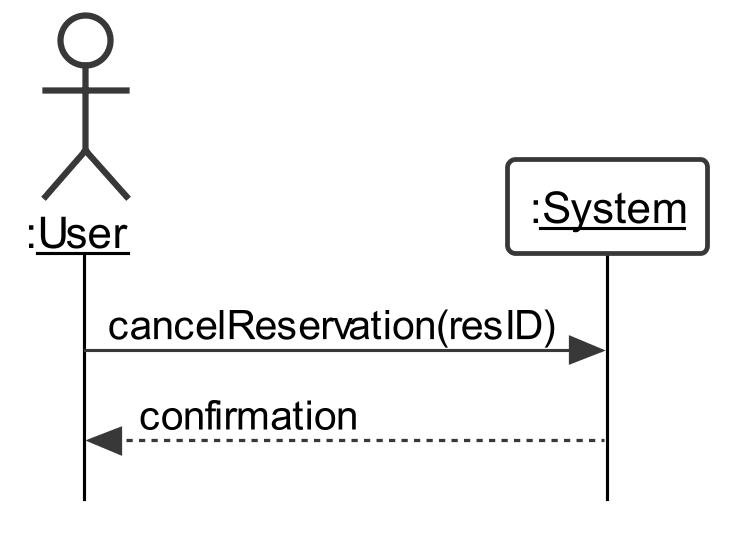 :User
:System
cancelReservation(resID)
confirmation